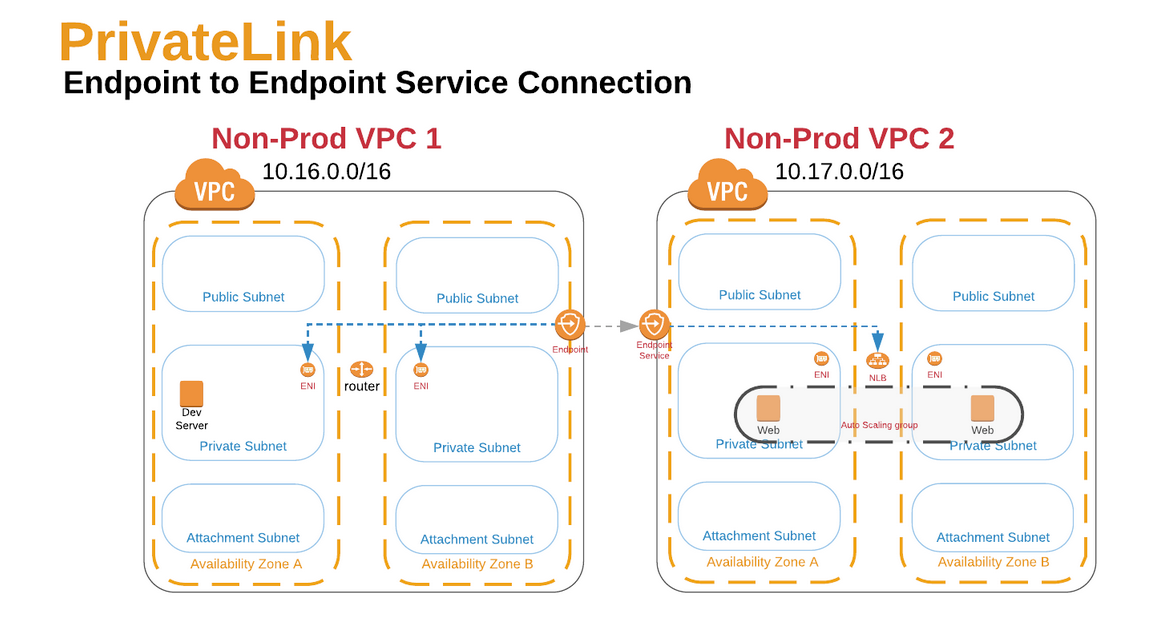 PrivateLink
Endpoint to Endpoint Service Connection
Non-Prod VPC 1
10.16.0.0/16
VPC
Public Subnet
Public Subnet
Endpoint
ENI
router
ENI
Dev
Server
Private Subnet
Private Subnet
Attachment Subnet
Attachment Subnet
Availability Zone A
Availability Zone B
Non-Prod VPC 2
10.17.0.0/16
VPC
Public Subnet
Public Subnet
Endpoint
Service
ENI
NLB
ENI
Web
Auto Scaling group
Web
Private Subnet
Private Subnet
Attachment Subnet
Attachment Subnet
Availability Zone A
Availability Zone B